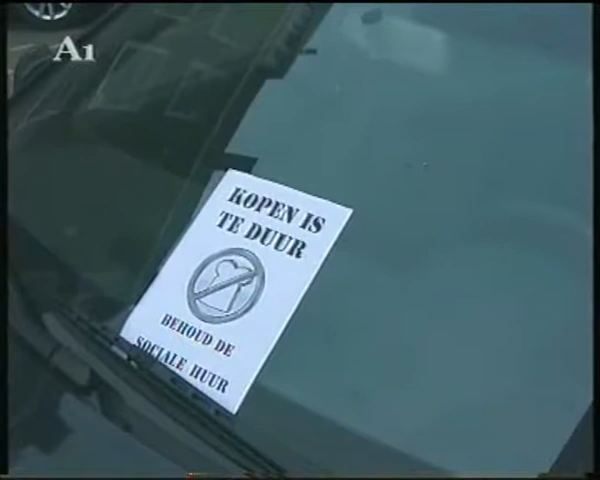 A1
KOPEN IS
TE DUUR
BEHOUD DE
SOCIALE HUUR